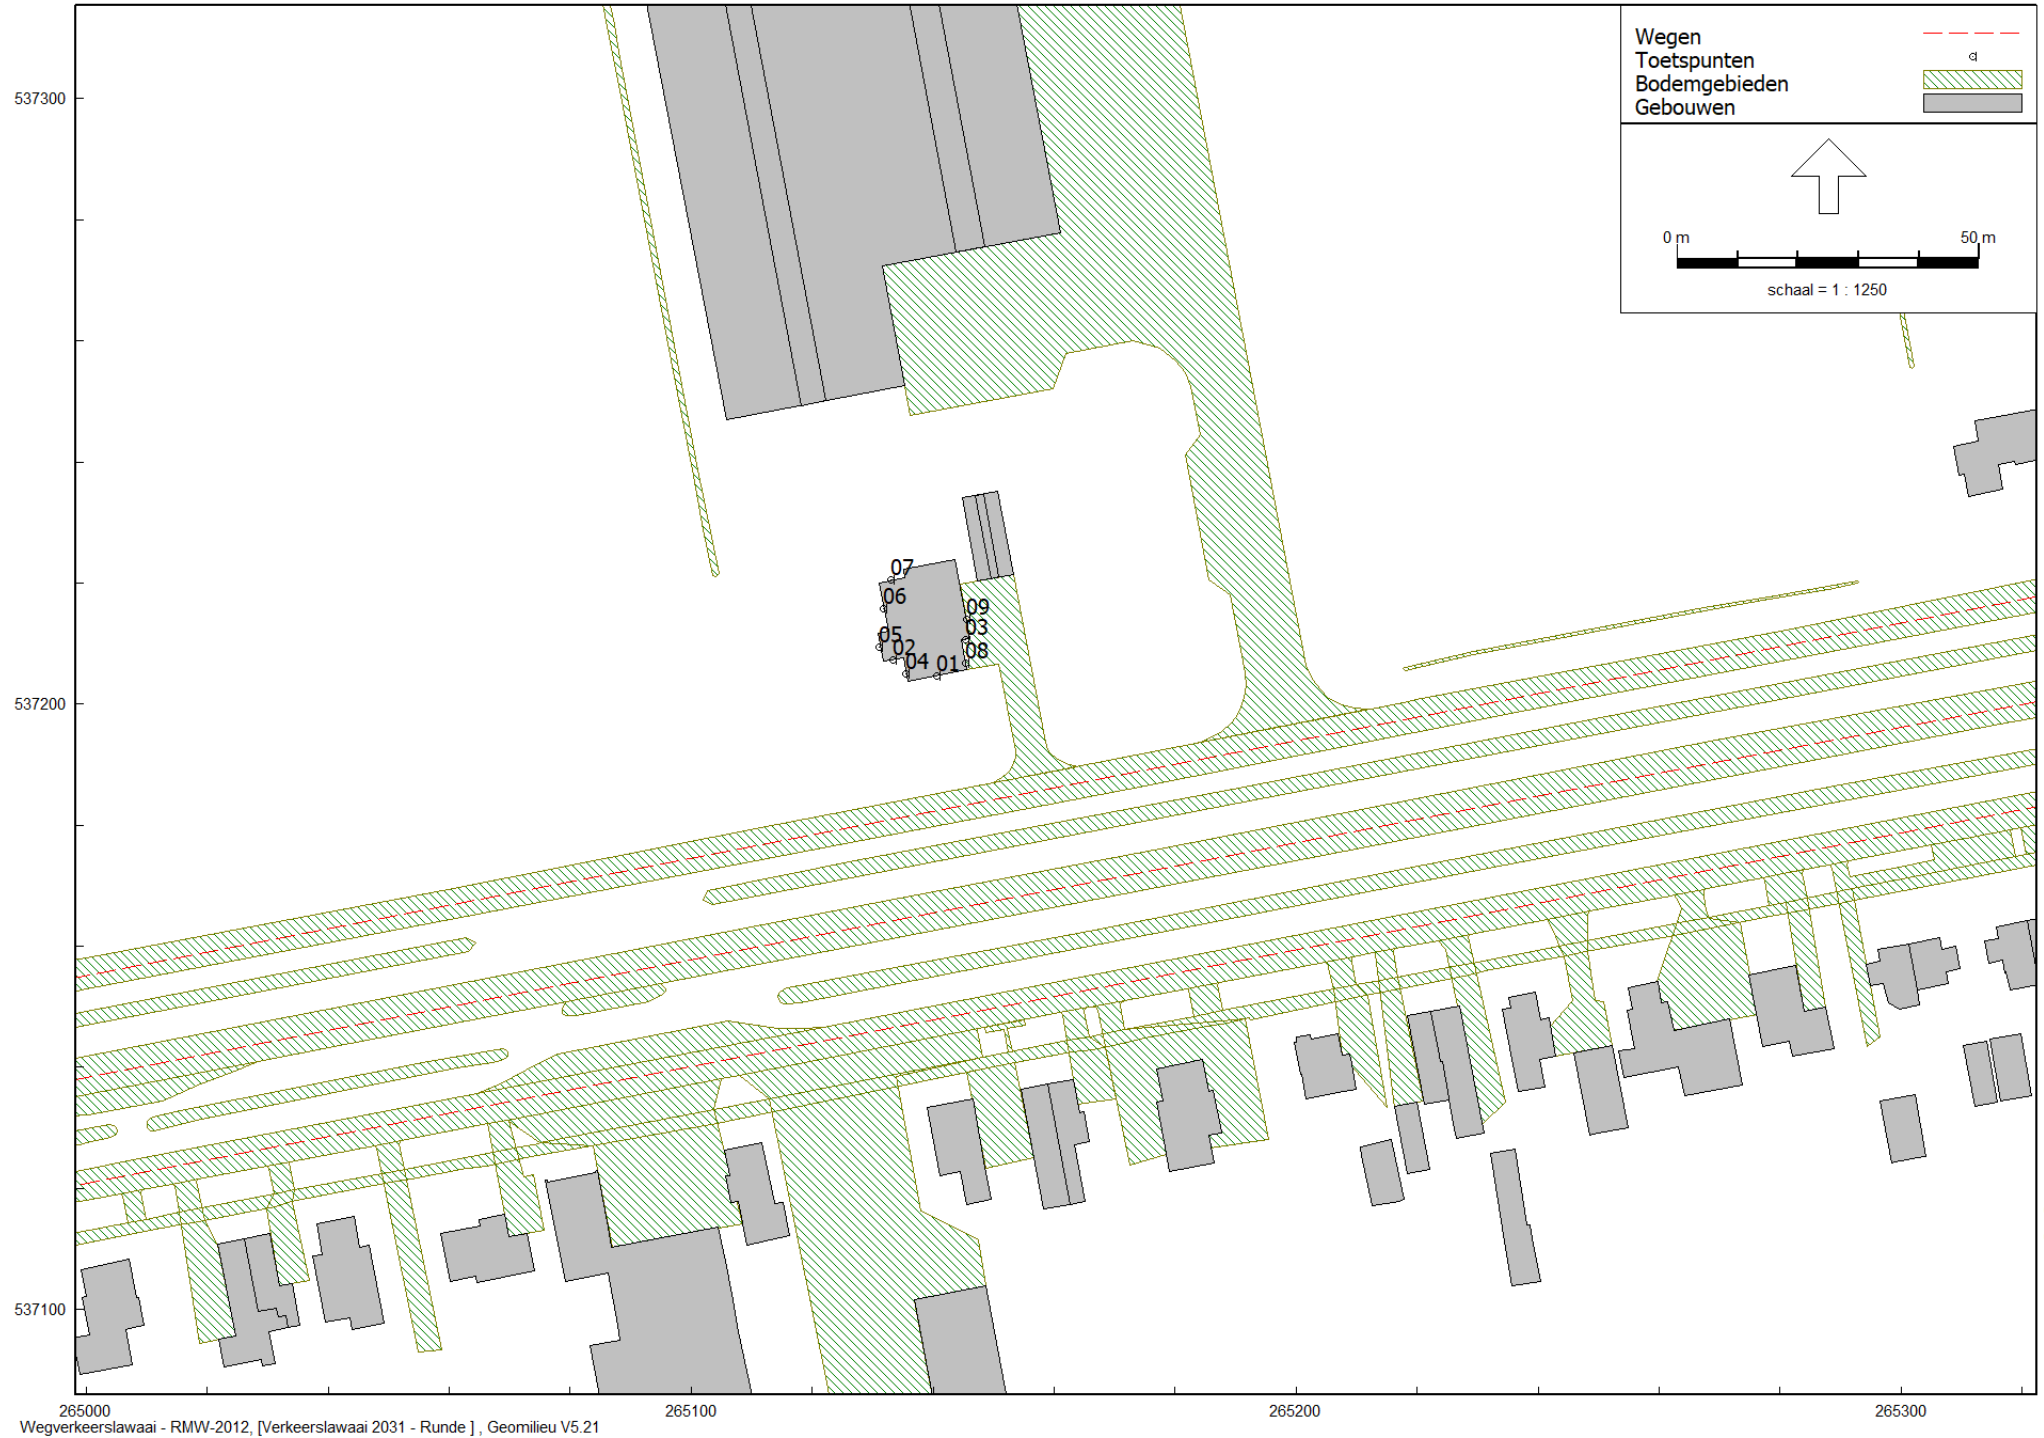 Wegen
Toetspunten
Bodemgebieden
Gebouwen
0 m 50 m
schaal = 1 : 1250
537300
07
06
09
05
03
02
08
04
01
537200
537100
265000 265100 265200 265300
Wegverkeerslawaai - RMW-2012, [Verkeerslawaai 2031 - Runde ] , Geomilieu V5.21